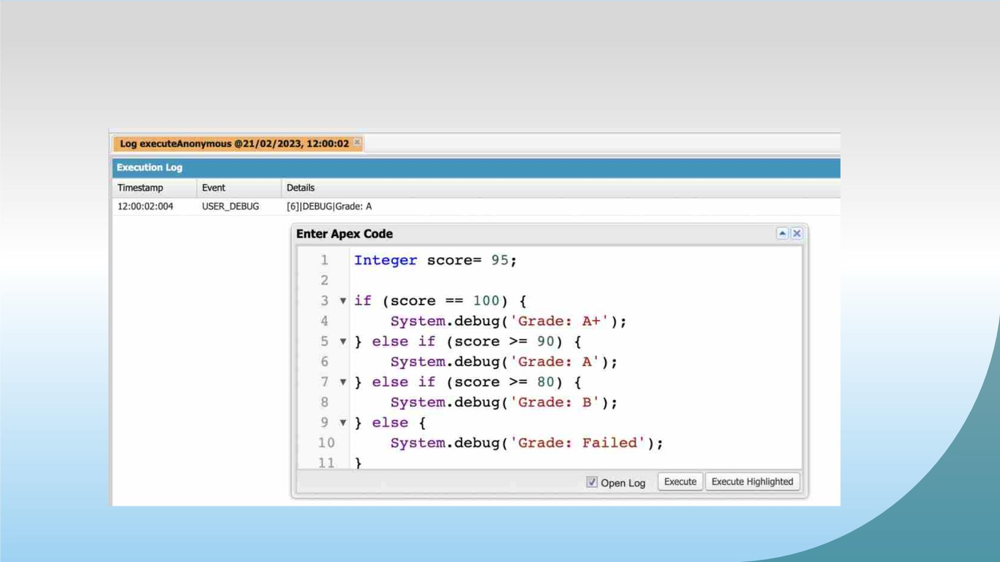 Log executeAnonymous @21/02/2023, 12:00:02
Execution Log
Timestamp Event Details
12:00:02:004 USER_DEBUG [6]|DEBUG|Grade: A
Enter Apex Code
1 Integer score= 95;
2
3 if (score == 100) {
4 System.debug('Grade: A+');
5 } else if (score >= 90) {
6 System.debug('Grade: A');
7 } else if (score >= 80) {
8 System.debug('Grade: B');
9 } else {
10 System.debug('Grade: Failed');
11 }
Open Log Execute Execute Highlighted